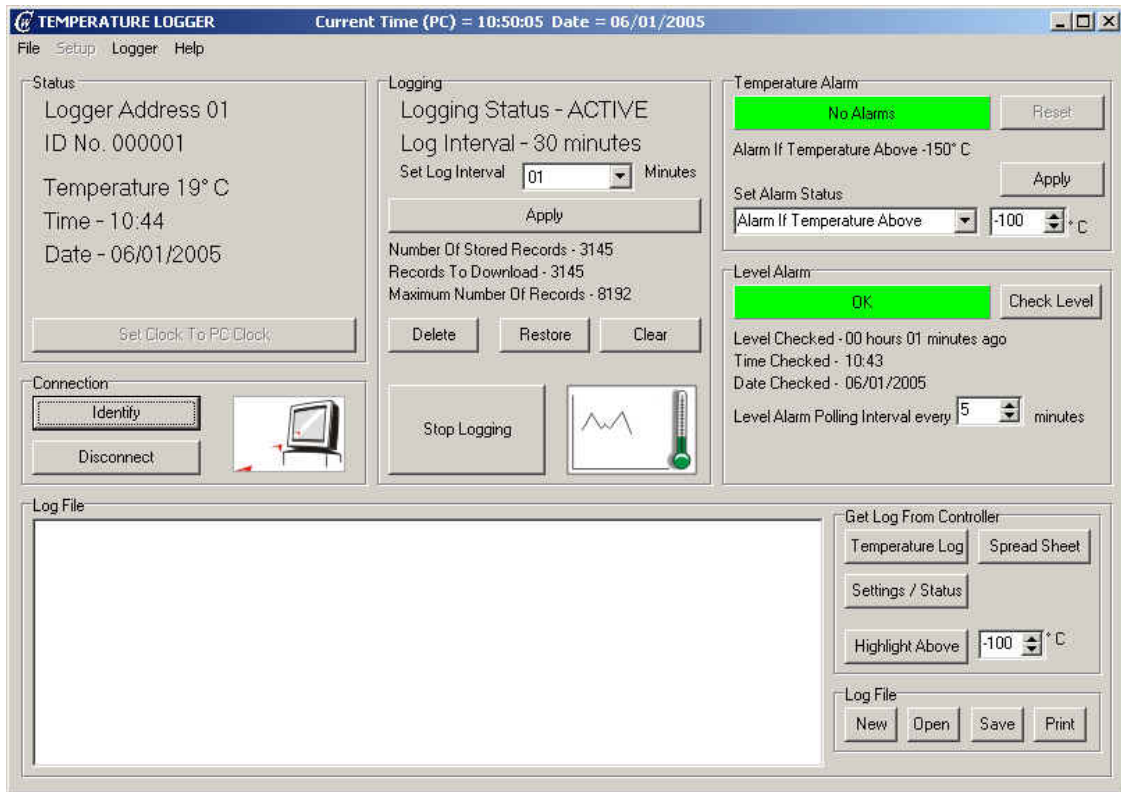 TEMPERATURE LOGGER Current Time (PC) = 10:50:05 Date = 06/01/2005
File Setup Logger Help
Status
Logger Address 01
ID No. 000001
Temperature 19° C
Time - 10:44
Date - 06/01/2005
Set Clock To PC Clock
Connection
Identify
Disconnect
Logging
Logging Status - ACTIVE
Log Interval - 30 minutes
Set Log Interval 01 Minutes
Apply
Number Of Stored Records - 3145
Records To Download - 3145
Maximum Number Of Records - 8192
Delete Restore Clear
Stop Logging
Temperature Alarm
No Alarms Reset
Alarm If Temperature Above -150° C
Apply
Set Alarm Status
Alarm If Temperature Above -100 ° C
Level Alarm
OK Check Level
Level Checked - 00 hours 01 minutes ago
Time Checked - 10:43
Date Checked - 06/01/2005
Level Alarm Polling Interval every 5 minutes
Log File
Get Log From Controller
Temperature Log Spread Sheet
Settings / Status
Highlight Above -100 ° C
Log File
New Open Save Print